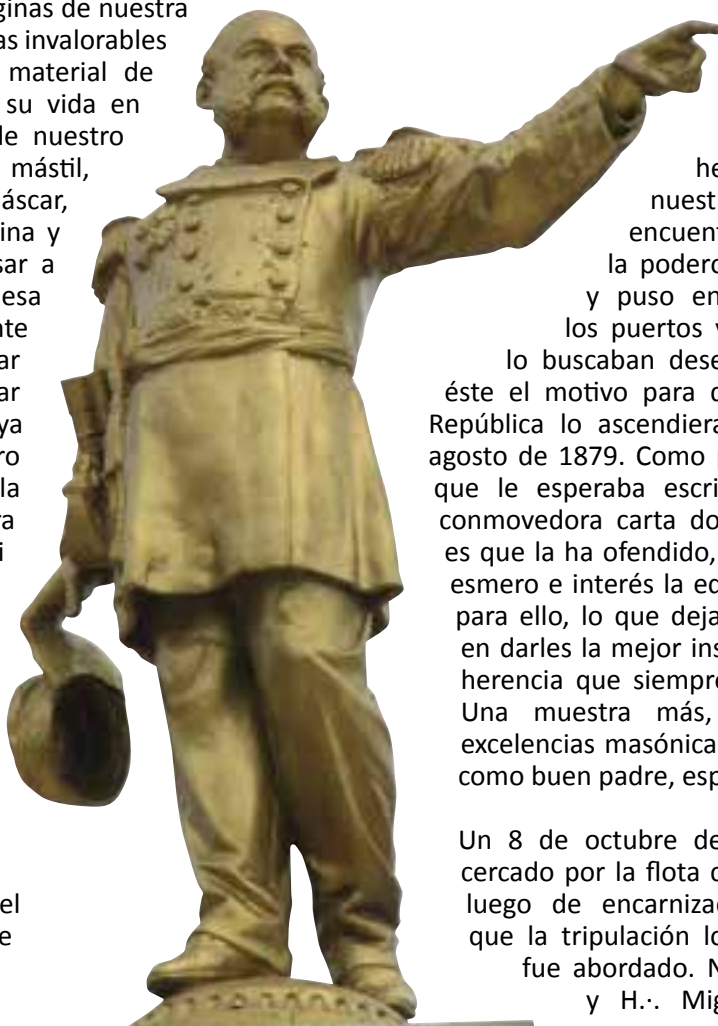 ginas de nuestra
as invalorables
material de
su vida en
de nuestro
mástil,
áscar,
ina y
sar a
esa
nte
ar
ar
ya
ro
la
ra
i
el
e
he
nuestr
encuent
la podero
y puso en
los puertos y
lo buscaban dese
éste el motivo para
República lo ascendiera
agosto de 1879. Como p
que le esperaba escri
conmovedora carta do
es que la ha ofendido,
esmero e interés la ed
para ello, lo que deja
en darles la mejor ins
herencia que siempre
Una muestra más,
excelencias masónica
como buen padre, esp
Un 8 de octubre de
cercado por la flota
luego de encarniza
que la tripulación lo
fue abordado. N
y H.·. Mig